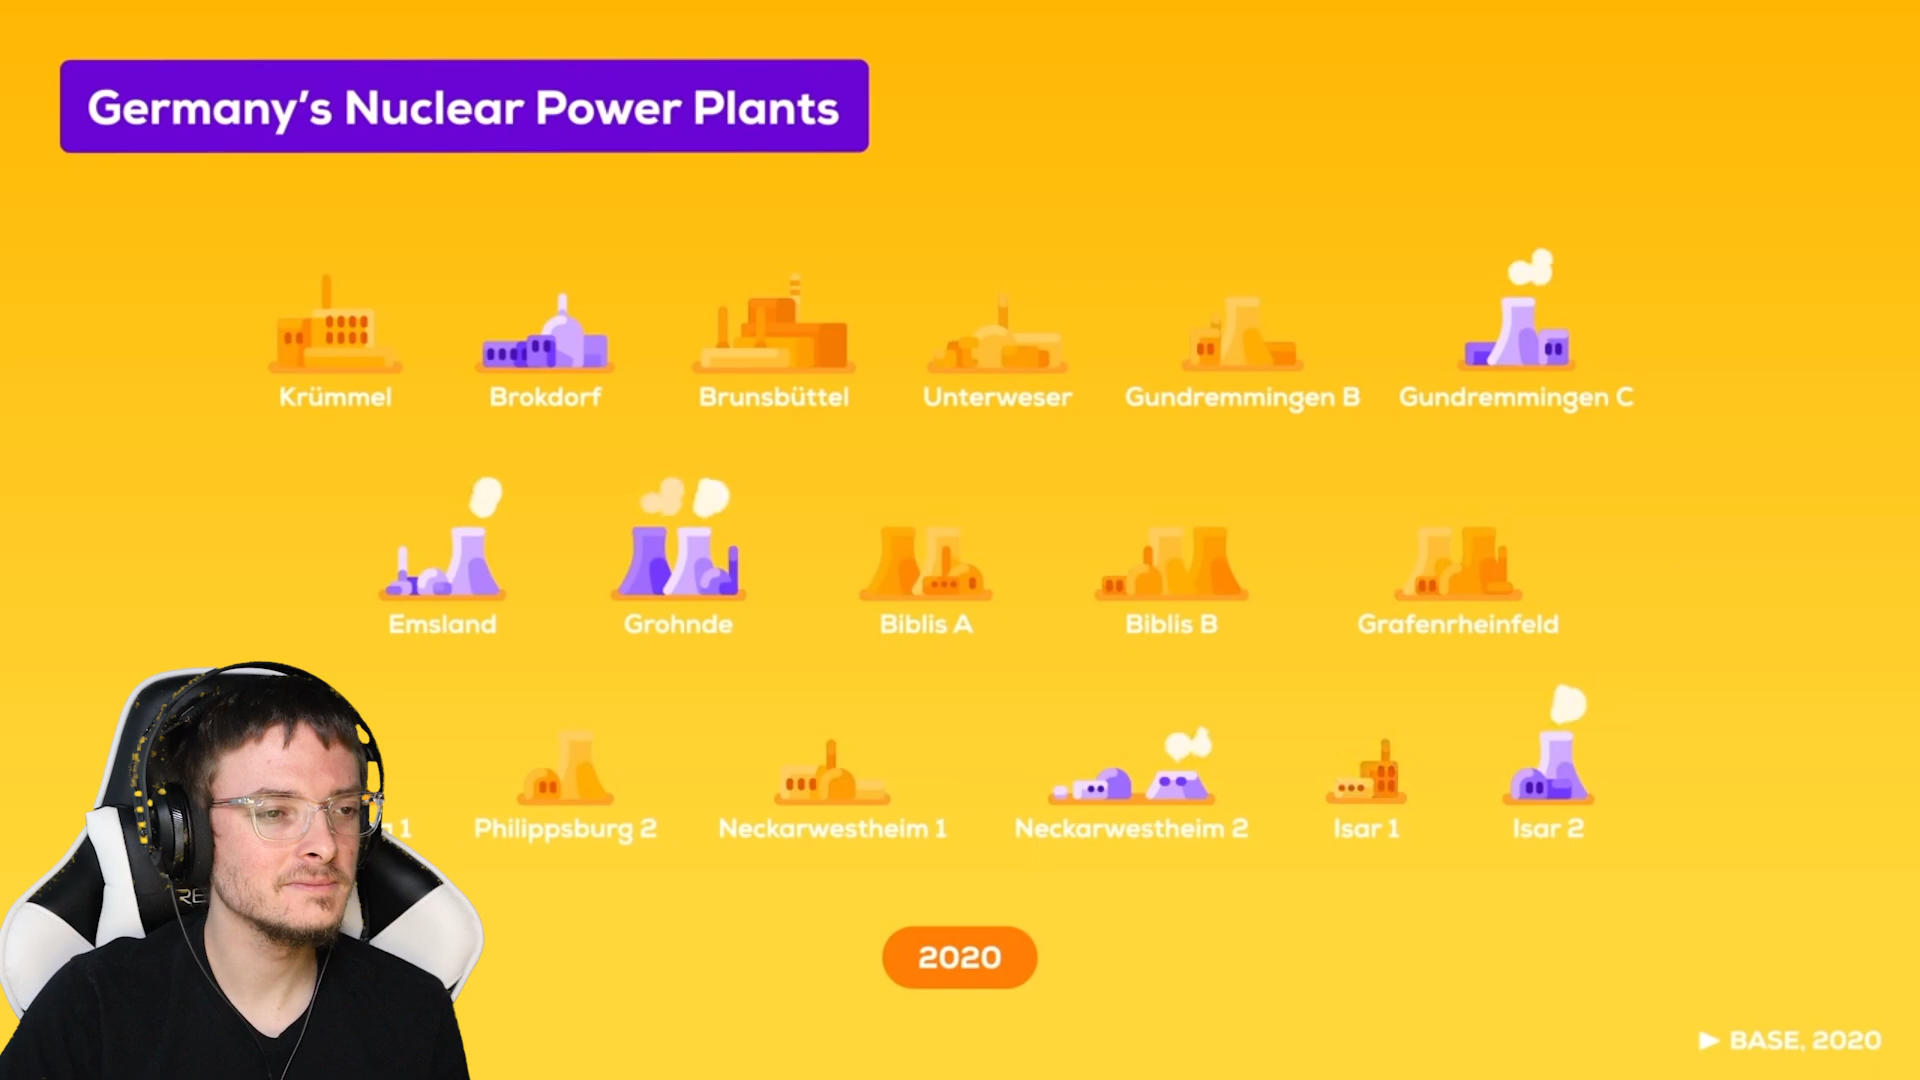 Germany's Nuclear Power Plants
Krümmel Brokdorf Brunsbüttel Unterweser Gundremmingen B Gundremmingen C
Emsland Grohnde Biblis A Biblis B Grafenrheinfeld
1 Philippsburg 2 Neckarwestheim 1 Neckarwestheim 2 Isar 1 Isar 2
2020
BASE, 2020